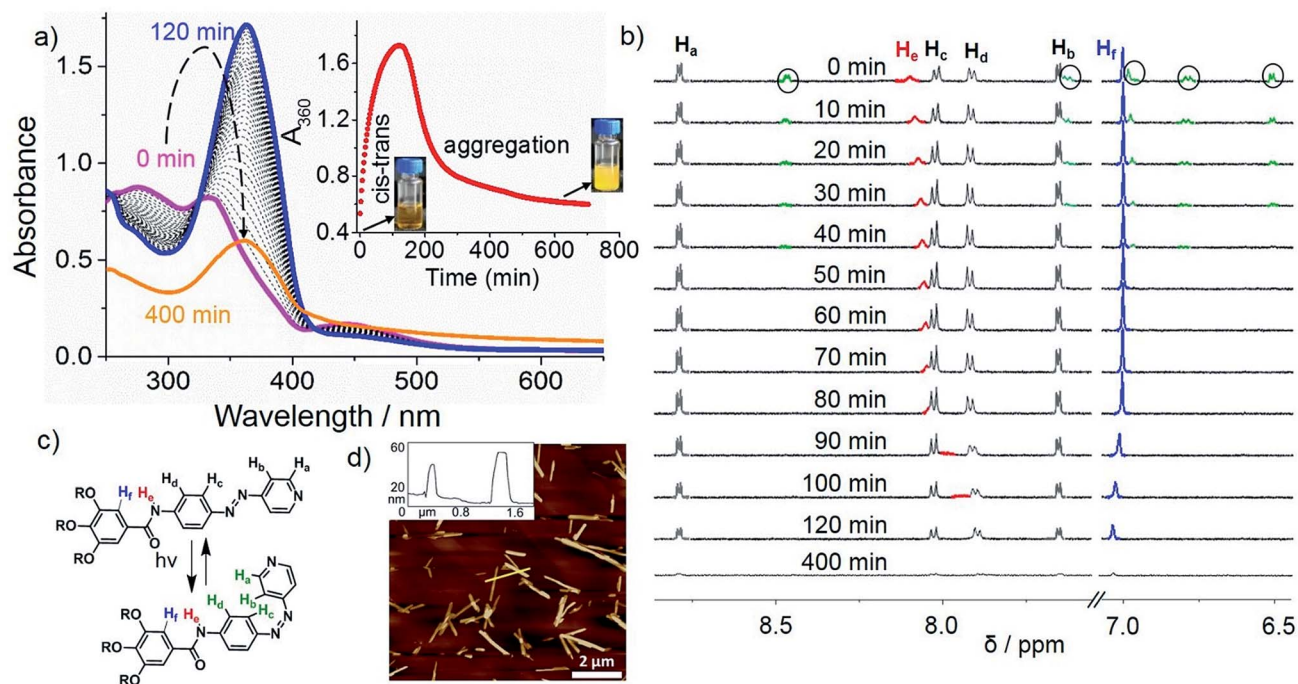 a)
120 min
0 min
400 min
Absorbance
1.5
1.0
0.5
0.0
300
400
500
600
Wavelength / nm
A360
1.6
1.2
0.8
0.4
cis-trans
aggregation
0
200
400
600
800
Time (min)
b)
Ha
He
Hc
Hd
Hb
Hf
0 min
10 min
20 min
30 min
40 min
50 min
60 min
70 min
80 min
90 min
100 min
120 min
400 min
8.5
8.0
7.0
6.5
δ / ppm
c)
Hb
Ha
Hd
Hc
Hf
He
RO
RO
RO
O
N
N
N
N
hν
N
Ha
Hb
Hd
Hc
Hf
He
N
N
N
RO
RO
RO
O
d)
60
20
nm
0
µm
0.8
1.6
2 µm